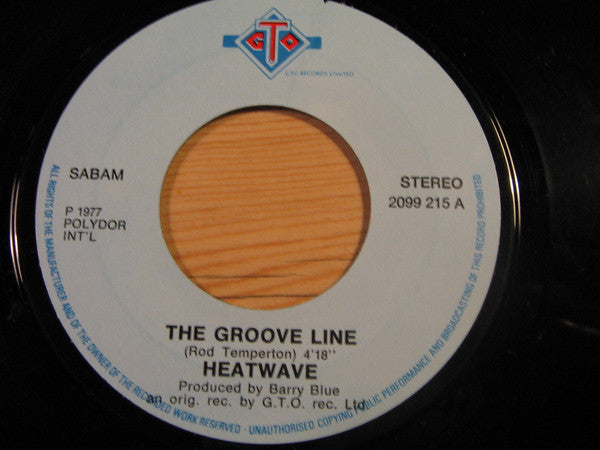 GTO
G.T.O. RECORDS LIMITED
SABAM
STEREO
2099 215 A
P 1977
POLYDOR
INT'L
THE GROOVE LINE
(Rod Temperton) 4'18"
HEATWAVE
Produced by Barry Blue
an orig. rec. by G.T.O. rec. Ltd.
ALL RIGHTS OF THE MANUFACTURER AND OF THE OWNER OF THE RECORDED WORK RESERVED · UNAUTHORISED COPYING PUBLIC PERFORMANCE AND BROADCASTING OF THIS RECORD PROHIBITED